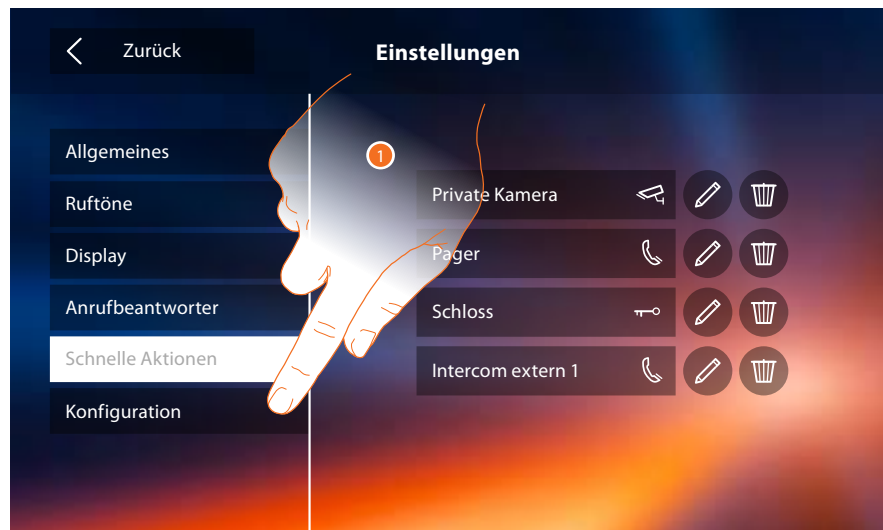 Zurück
Einstellungen
Allgemeines
Ruftöne
Display
Anrufbeantworter
Schnelle Aktionen
Konfiguration
1
Private Kamera
Pager
Schloss
Intercom extern 1